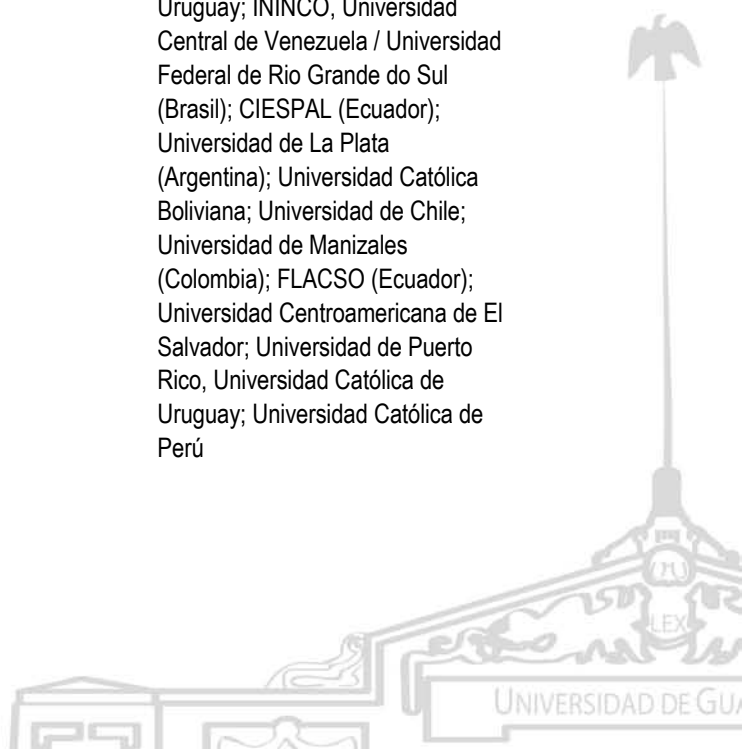 Uruguay; ININCO, Universidad
Central de Venezuela / Universidad
Federal de Rio Grande do Sul
(Brasil); CIESPAL (Ecuador);
Universidad de La Plata
(Argentina); Universidad Católica
Boliviana; Universidad de Chile;
Universidad de Manizales
(Colombia); FLACSO (Ecuador);
Universidad Centroamericana de El
Salvador; Universidad de Puerto
Rico, Universidad Católica de
Uruguay; Universidad Católica de
Perú
LEX
UNIVERSIDAD DE GUA